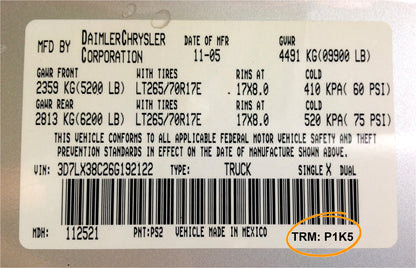 MFD BY DAIMLERCHRYSLER CORPORATION DATE OF MFR 11-05 GVWR 4491 KG(09900 LB)
GAWR FRONT WITH TIRES RIMS AT COLD
2359 KG(5200 LB) LT265/70R17E . 17X8.0 410 KPA( 60 PSI)
GAWR REAR WITH TIRES RIMS AT COLD
2813 KG(6200 LB) LT265/70R17E . 17X8.0 520 KPA( 75 PSI)
THIS VEHICLE CONFORMS TO ALL APPLICABLE FEDERAL MOTOR VEHICLE SAFETY AND THEFT
PREVENTION STANDARDS IN EFFECT ON THE DATE OF MANUFACTURE SHOWN ABOVE.
VIN: 3D7LX38C26G192122 TYPE: TRUCK SINGLE X DUAL
MDH: 112521 PNT:PS2 VEHICLE MADE IN MEXICO TRM: P1K5